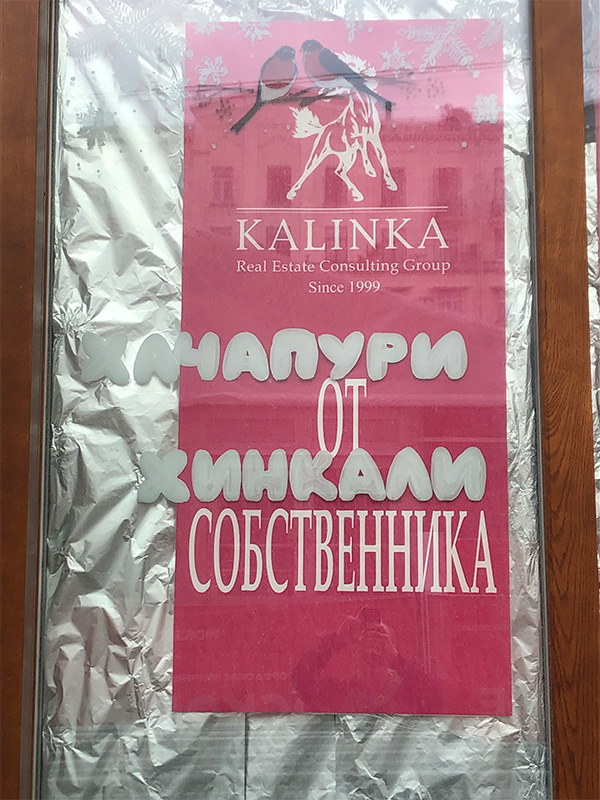 KALINKA
Real Estate Consulting Group
Since 1999
ХАЧАПУРИ
ОТ
ХИНКАЛИ
СОБСТВЕННИКА